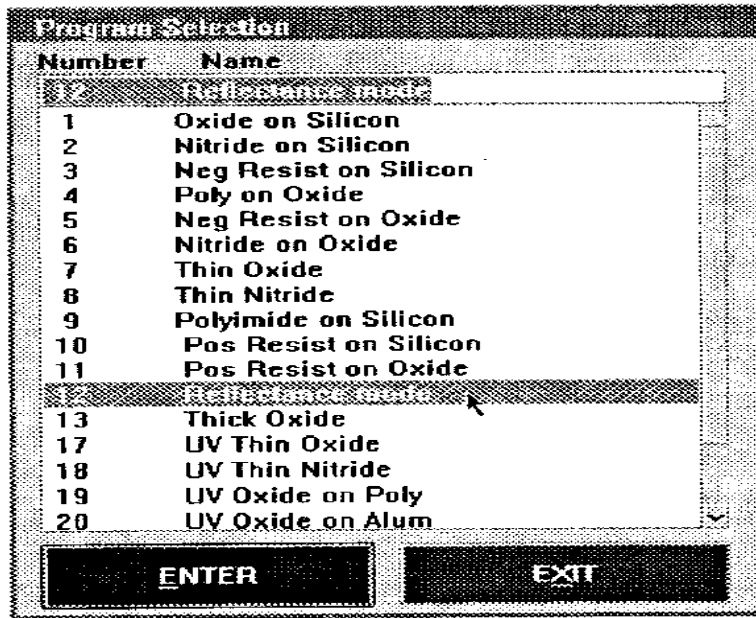 Program Selection
Number Name
12 Reflectance mode
1 Oxide on Silicon
2 Nitride on Silicon
3 Neg Resist on Silicon
4 Poly on Oxide
5 Neg Resist on Oxide
6 Nitride on Oxide
7 Thin Oxide
8 Thin Nitride
9 Polyimide on Silicon
10 Pos Resist on Silicon
11 Pos Resist on Oxide
12 Reflectance mode
13 Thick Oxide
17 UV Thin Oxide
18 UV Thin Nitride
19 UV Oxide on Poly
20 UV Oxide on Alum
ENTER EXIT